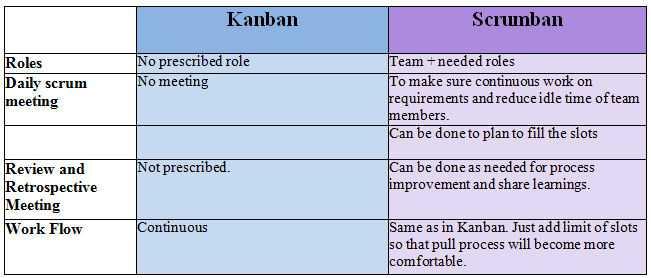 Kanban Scrumban
Roles No prescribed role Team + needed roles
Daily scrum No meeting To make sure continuous work on
meeting requirements and reduce idle time of team
members.
Can be done to plan to fill the slots
Review and Not prescribed. Can be done as needed for process
Retrospective improvement and share learnings.
Meeting
Work Flow Continuous Same as in Kanban. Just add limit of slots
so that pull process will become more
comfortable.